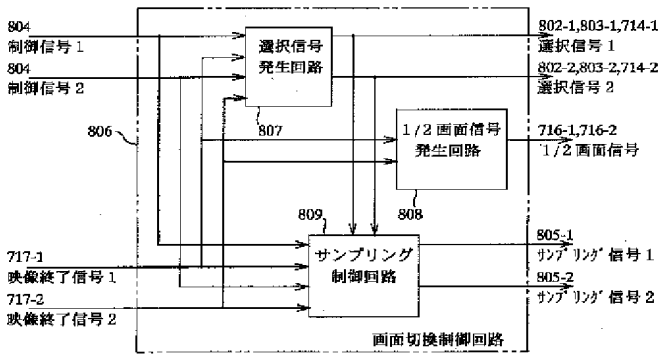 804
制御信号1
804
制御信号2
選択信号
発生回路
807
802-1,803-1,714-1
選択信号1
802-2,803-2,714-2
選択信号2
806
1/2画面信号
発生回路
808
716-1,716-2
1/2画面信号
809
サンプリング
制御回路
717-1
映像終了信号1
717-2
映像終了信号2
805-1
サンプリング信号1
805-2
サンプリング信号2
画面切換制御回路